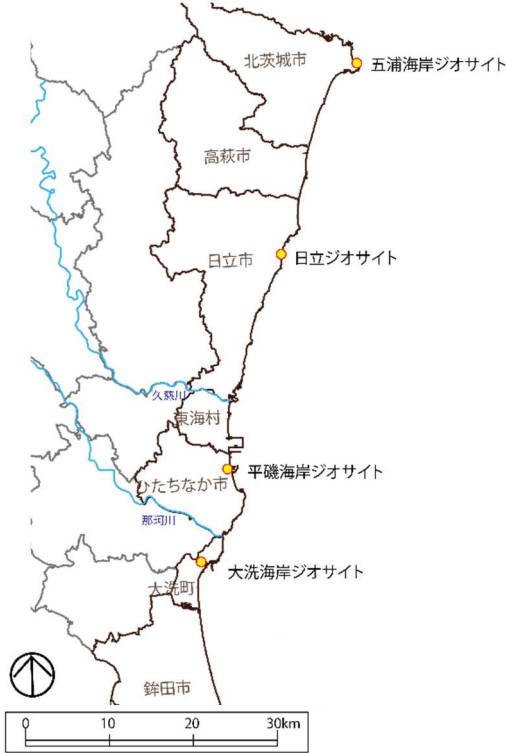 北茨城市
五浦海岸ジオサイト
高萩市
日立市
日立ジオサイト
久慈川
東海村
平磯海岸ジオサイト
ひたちなか市
那珂川
大洗海岸ジオサイト
大洗町
鉾田市
0 10 20 30km